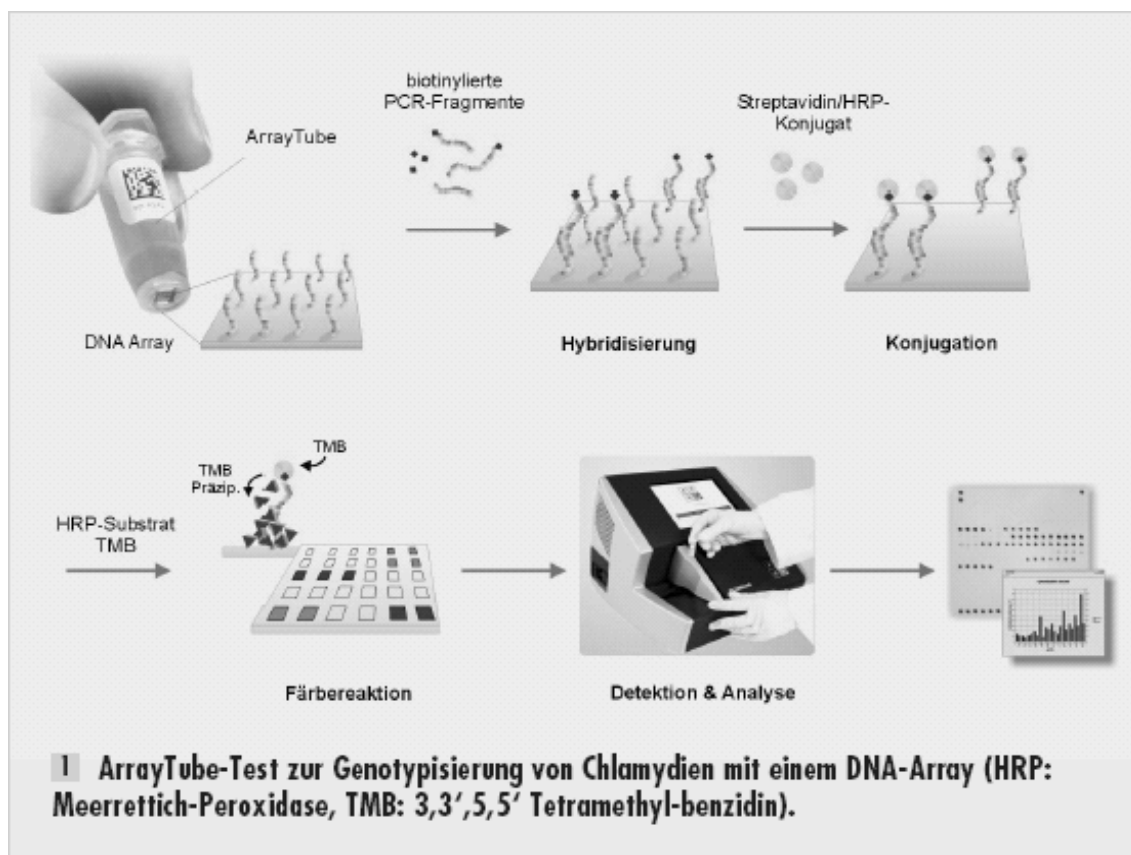 biotinylierte
PCR-Fragmente
Streptavidin/HRP-
Konjugat
ArrayTube
DNA Array
Hybridisierung
Konjugation
TMB
TMB
Präzip.
HRP-Substrat
TMB
Färbereaktion
Detektion & Analyse
1 ArrayTube-Test zur Genotypisierung von Chlamydien mit einem DNA-Array (HRP:
Meerrettich-Peroxidase, TMB: 3,3′,5,5′ Tetramethyl-benzidin).